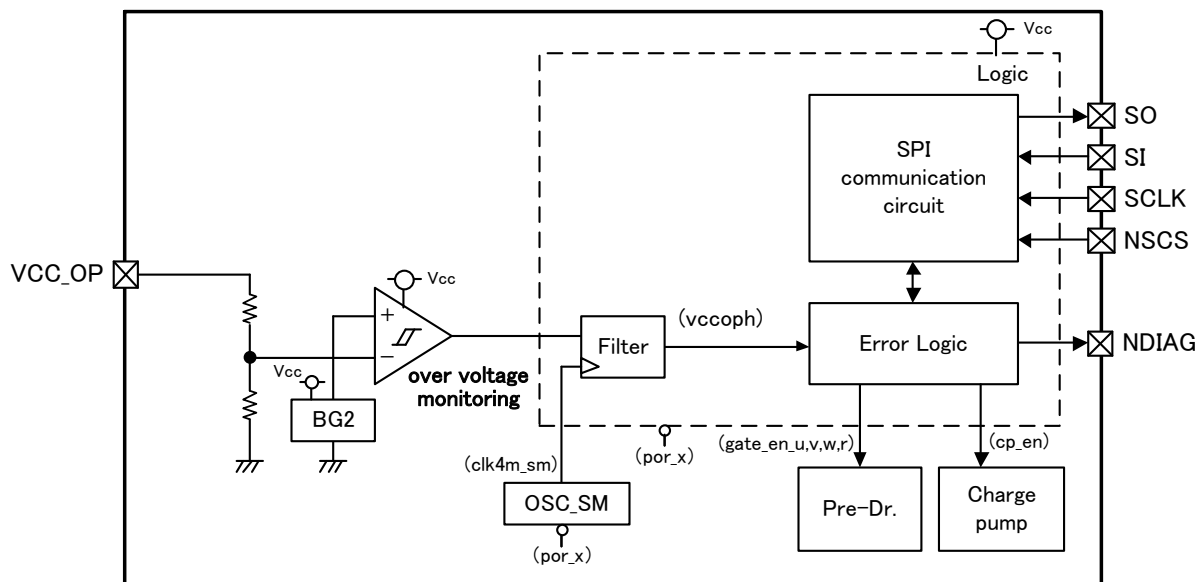 Vcc
Logic
SPI
communication
circuit
SO
SI
SCLK
NSCS
VCC_OP
Vcc
+
−
over voltage
monitoring
Vcc
BG2
Filter
(vccoph)
Error Logic
NDIAG
(clk4m_sm)
OSC_SM
(por_x)
(por_x)
(gate_en_u,v,w,r)
(cp_en)
Pre-Dr.
Charge
pump